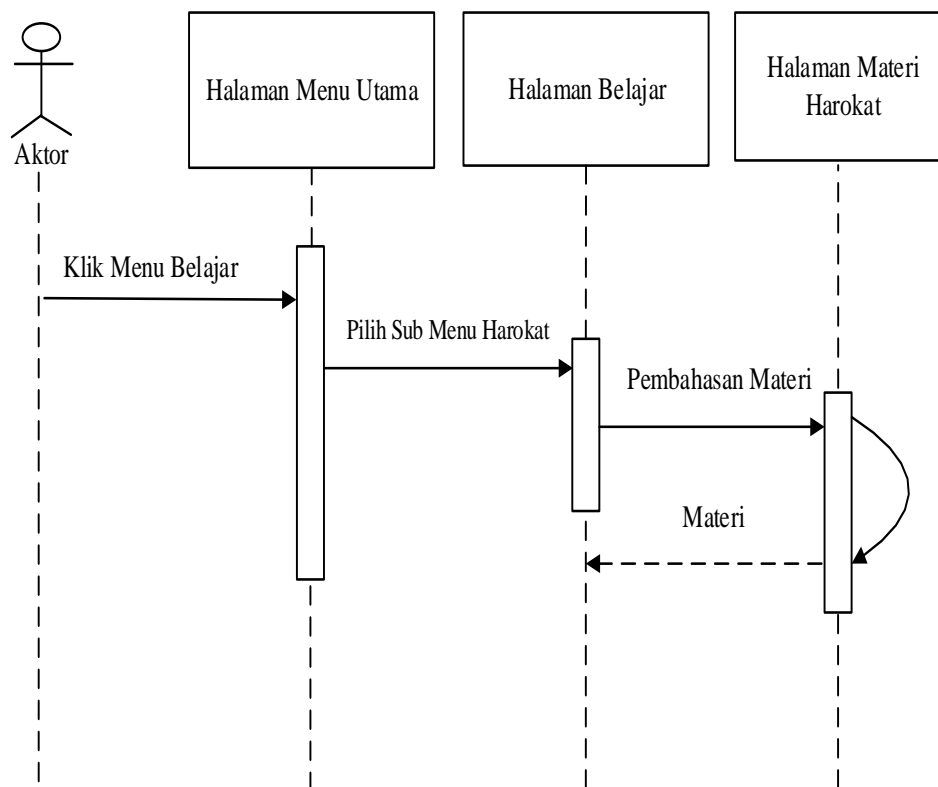 Aktor
Halaman Menu Utama
Halaman Belajar
Halaman Materi
Harokat
Klik Menu Belajar
Pilih Sub Menu Harokat
Pembahasan Materi
Materi